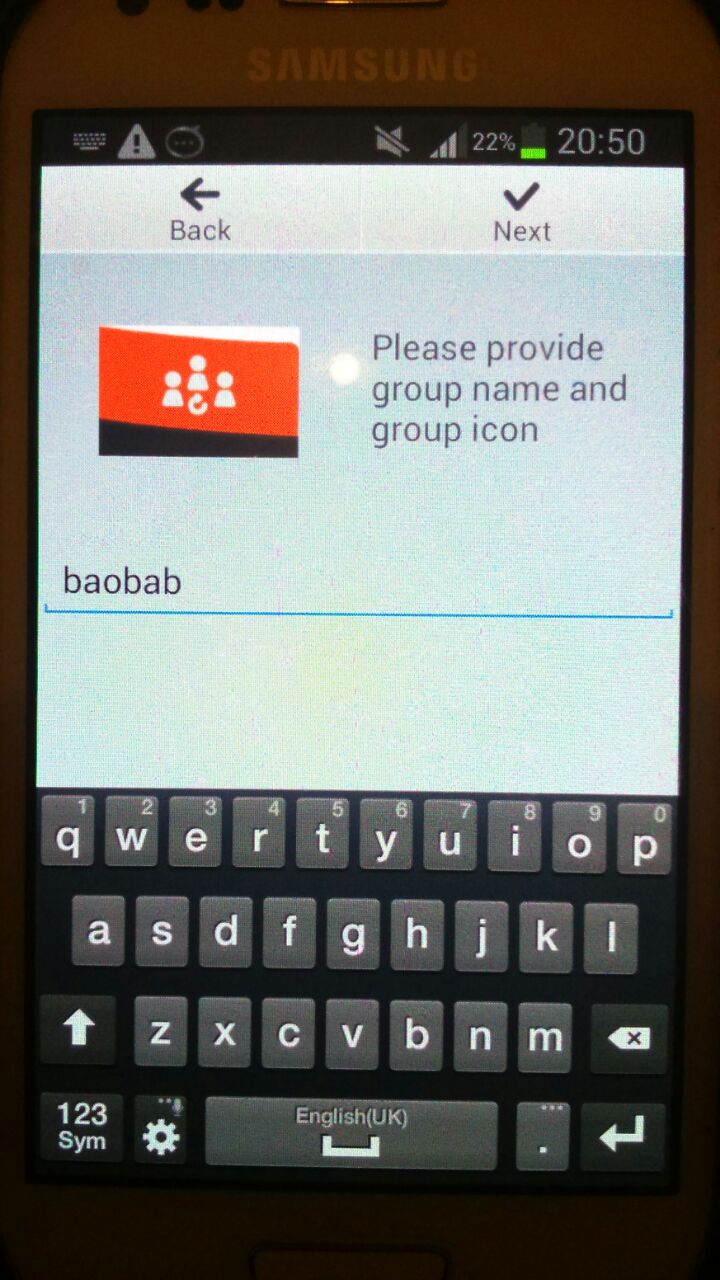 SAMSUNG
22% 20:50
Back Next
Please provide
group name and
group icon
baobab
1 2 3 4 5 6 7 8 9 0
q w e r t y u i o p
a s d f g h j k l
z x c v b n m
123 English(UK)
Sym .